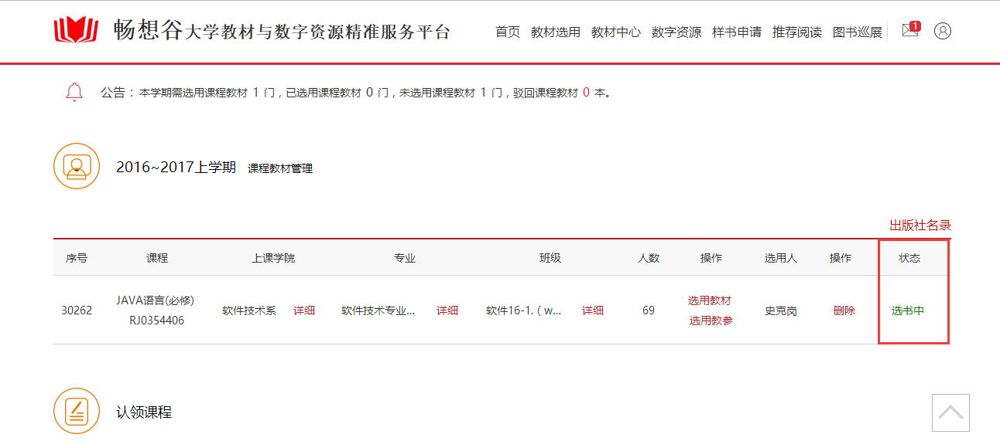 畅想谷大学教材与数字资源精准服务平台
首页 教材选用 教材中心 数字资源 样书申请 推荐阅读 图书巡展 1
公告：本学期需选用课程教材 1 门，已选用课程教材 0 门，未选用课程教材 1 门，驳回课程教材 0 本。
2016~2017上学期 课程教材管理
出版社名录
序号 课程 上课学院 专业 班级 人数 操作 选用人 操作 状态
30262 JAVA语言(必修) 软件技术系 详细 软件技术专业... 详细 软件16-1.（w... 详细 69 选用教材 史克岗 删除 选书中
RJ0354406 选用教参
认领课程